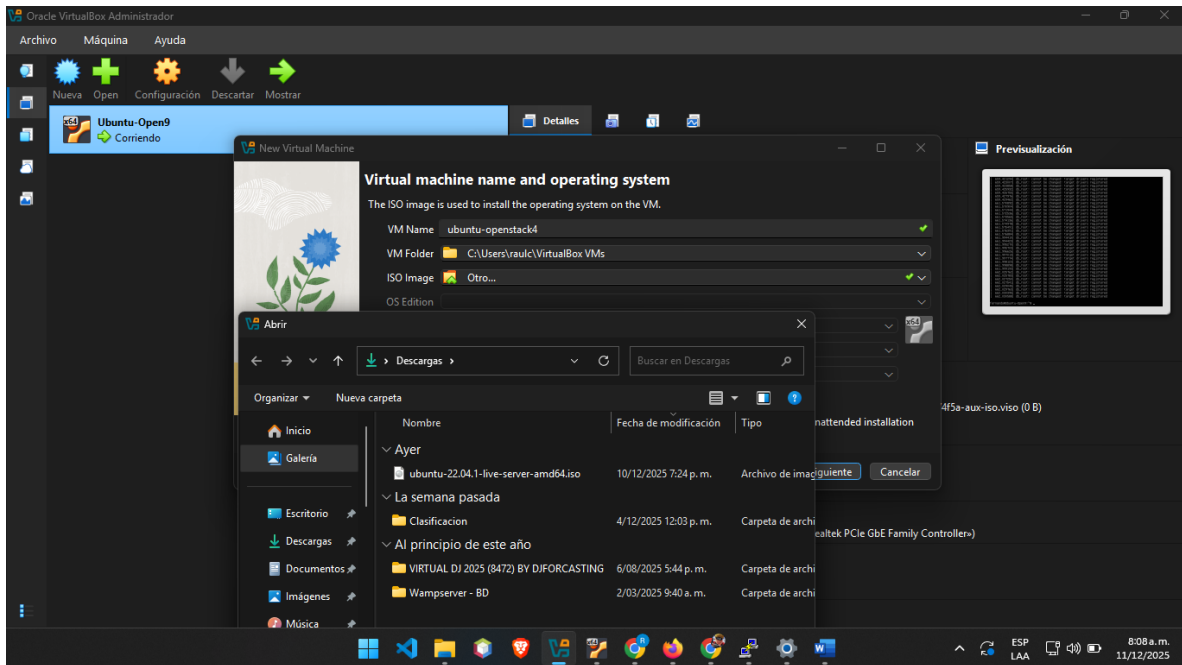 Oracle VirtualBox Administrador
Archivo Máquina Ayuda
Nueva Open Configuración Descartar Mostrar
x64 Ubuntu-Open9
Corriendo
Detalles
Previsualización
New Virtual Machine
Virtual machine name and operating system
The ISO image is used to install the operating system on the VM.
VM Name ubuntu-openstack4
VM Folder C:\Users\raulc\VirtualBox VMs
ISO Image Otro...
OS Edition
x64
Abrir
Descargas
Buscar en Descargas
Organizar Nueva carpeta
4f5a-aux-iso.viso (0 B)
nattended installation
Inicio
Galería
Escritorio
Descargas
Documentos
Imágenes
Música
Nombre Fecha de modificación Tipo
Ayer
ubuntu-22.04.1-live-server-amd64.iso 10/12/2025 7:24 p. m. Archivo de imag
La semana pasada
Clasificacion 4/12/2025 12:03 p. m. Carpeta de archi
Al principio de este año
VIRTUAL DJ 2025 (8472) BY DJFORCASTING 6/08/2025 5:44 p. m. Carpeta de archi
Wampserver - BD 2/03/2025 9:40 a. m. Carpeta de archi
iguiente Cancelar
ealtek PCIe GbE Family Controller»)
ESP
LAA
8:08 a. m.
11/12/2025